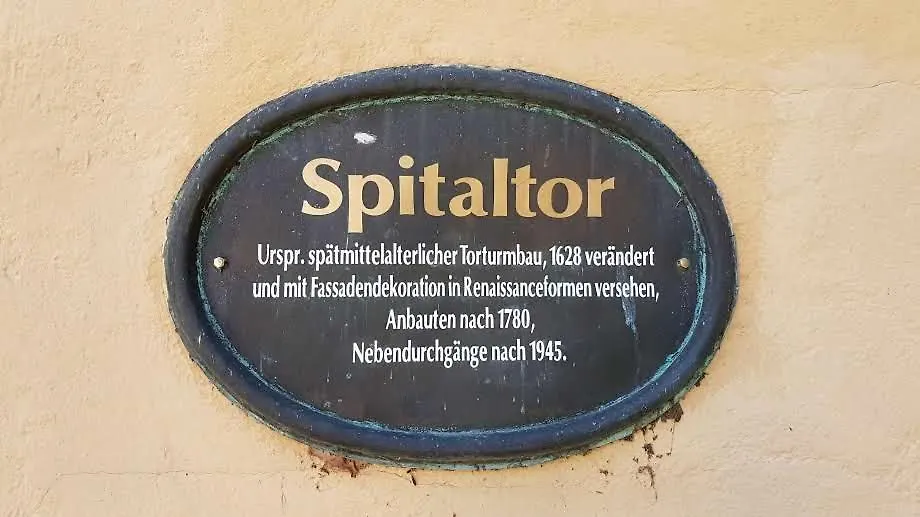 Spitaltor
Urspr. spätmittelalterlicher Torturmbau, 1628 verändert
und mit Fassadendekoration in Renaissanceformen versehen,
Anbauten nach 1780,
Nebendurchgänge nach 1945.